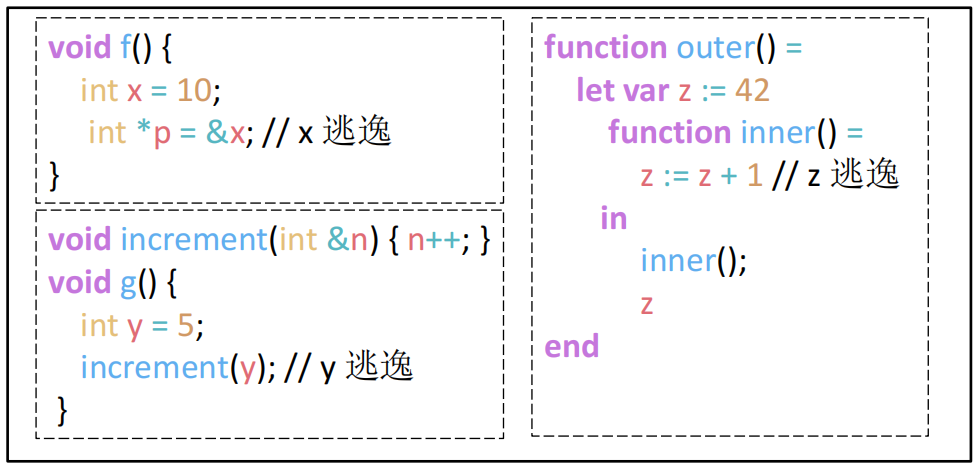 void f() {
int x = 10;
int *p = &x; // x 逃逸
}
void increment(int &n) { n++; }
void g() {
int y = 5;
increment(y); // y 逃逸
}
function outer() =
let var z := 42
function inner() =
z := z + 1 // z 逃逸
in
inner();
z
end